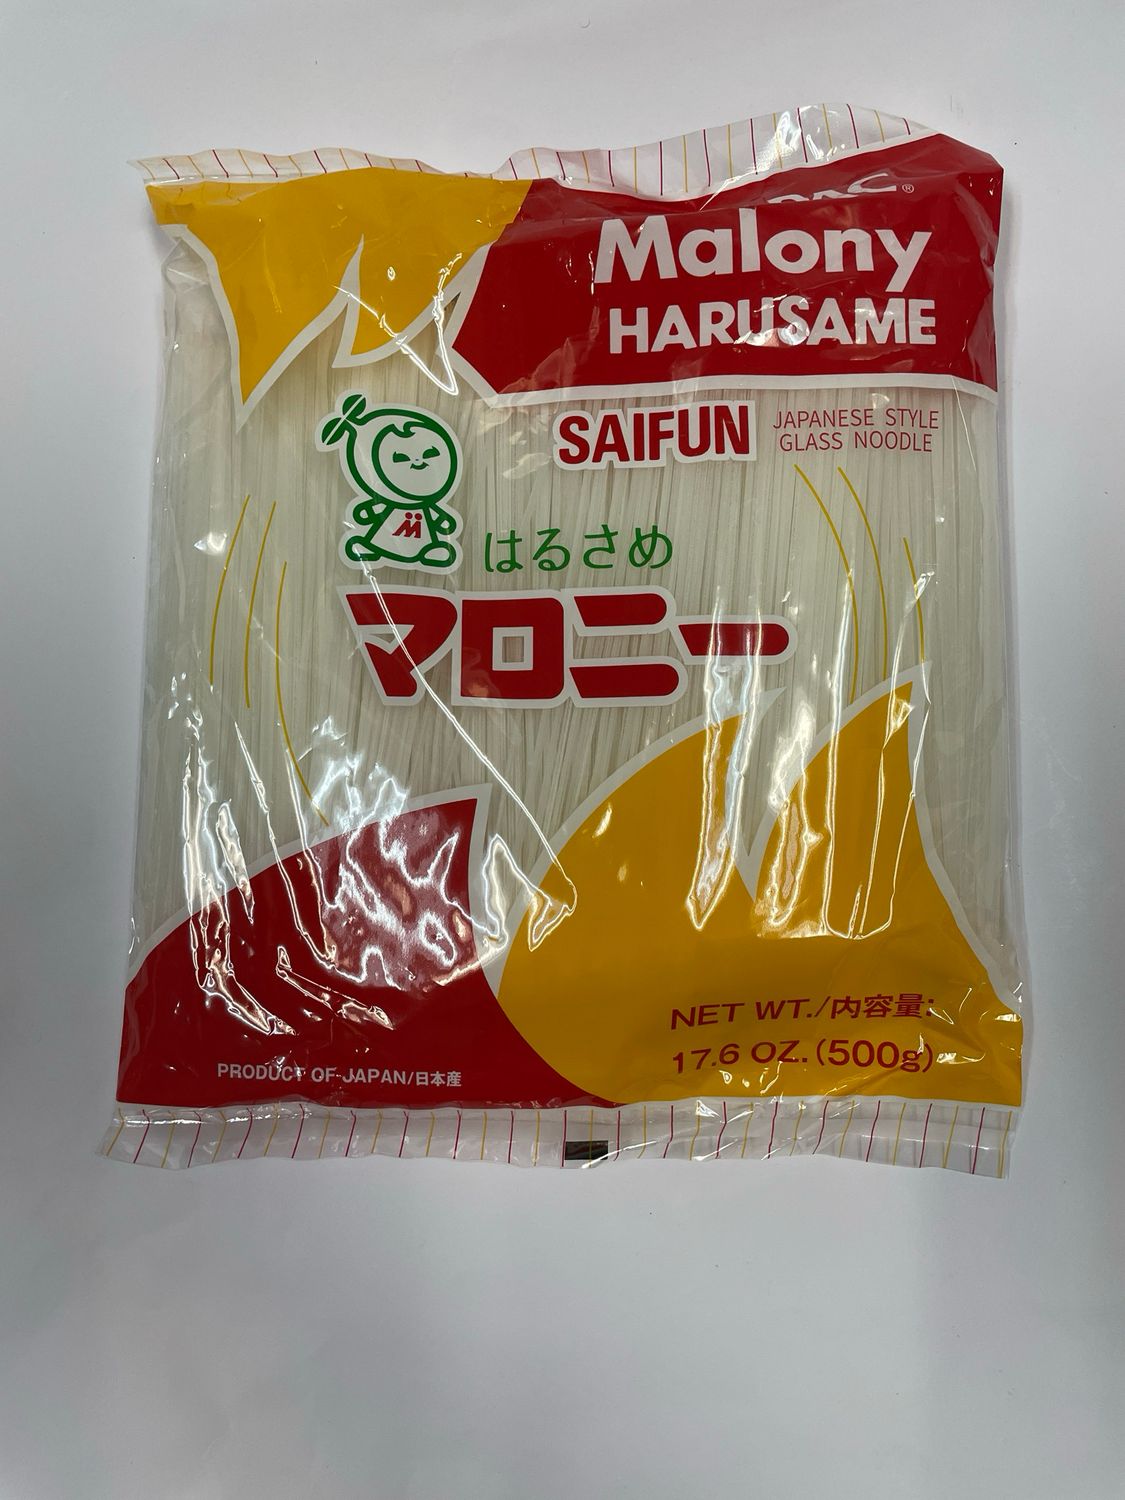 Malony
HARUSAME
SAIFUN
JAPANESE STYLE
GLASS NOODLE
M
はるさめ
マロニー
NET WT./内容量:
17.6 OZ. (500g)
PRODUCT OF JAPAN/日本産